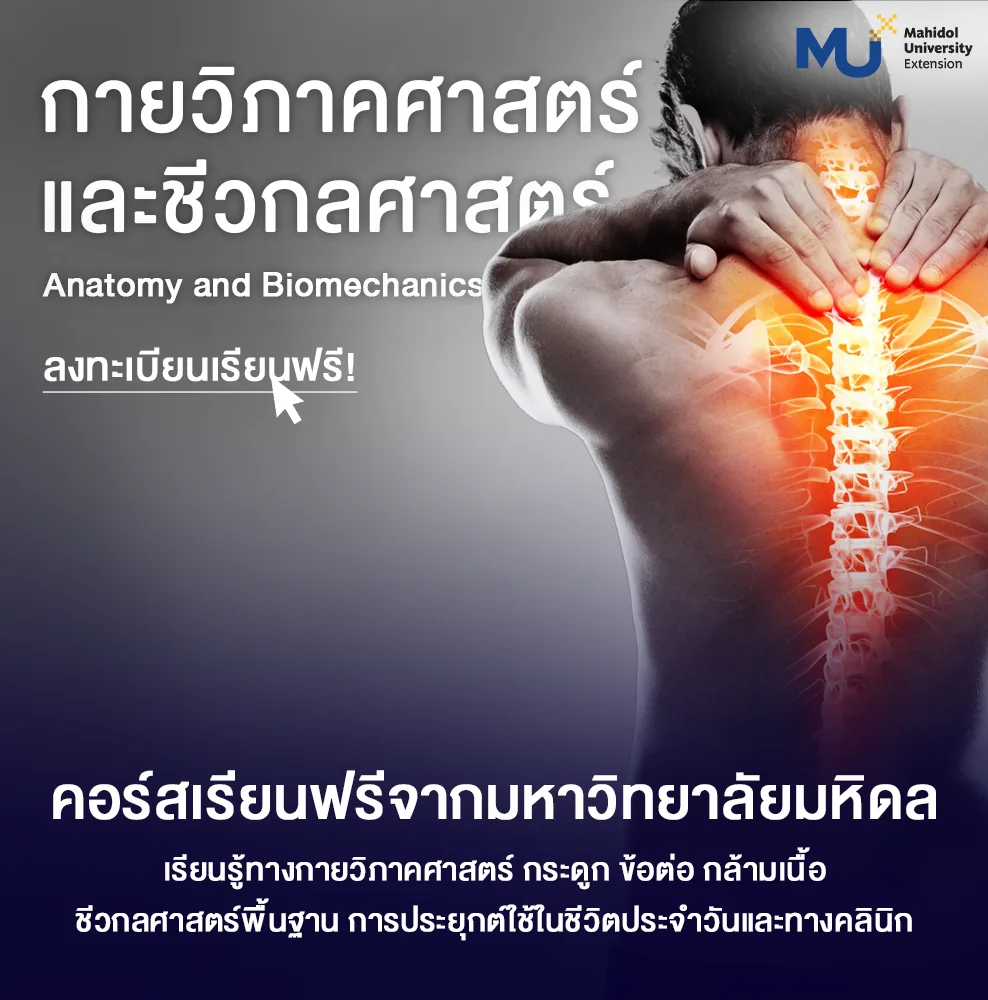 MU Mahidol
University
Extension
กายวิภาคศาสตร์
และชีวกลศาสตร์
Anatomy and Biomechanics
ลงทะเบียนเรียนฟรี!
คอร์สเรียนฟรีจากมหาวิทยาลัยมหิดล
เรียนรู้ทางกายวิภาคศาสตร์ กระดูก ข้อต่อ กล้ามเนื้อ
ชีวกลศาสตร์พื้นฐาน การประยุกต์ใช้ในชีวิตประจำวันและทางคลินิก